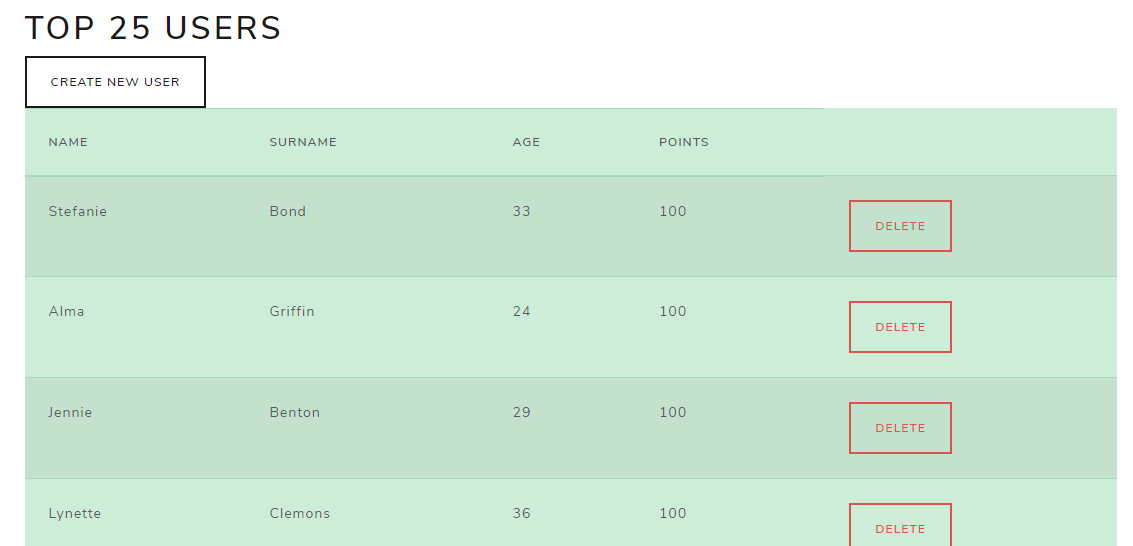 TOP 25 USERS
CREATE NEW USER
NAME SURNAME AGE POINTS
Stefanie Bond 33 100 DELETE
Alma Griffin 24 100 DELETE
Jennie Benton 29 100 DELETE
Lynette Clemons 36 100 DELETE